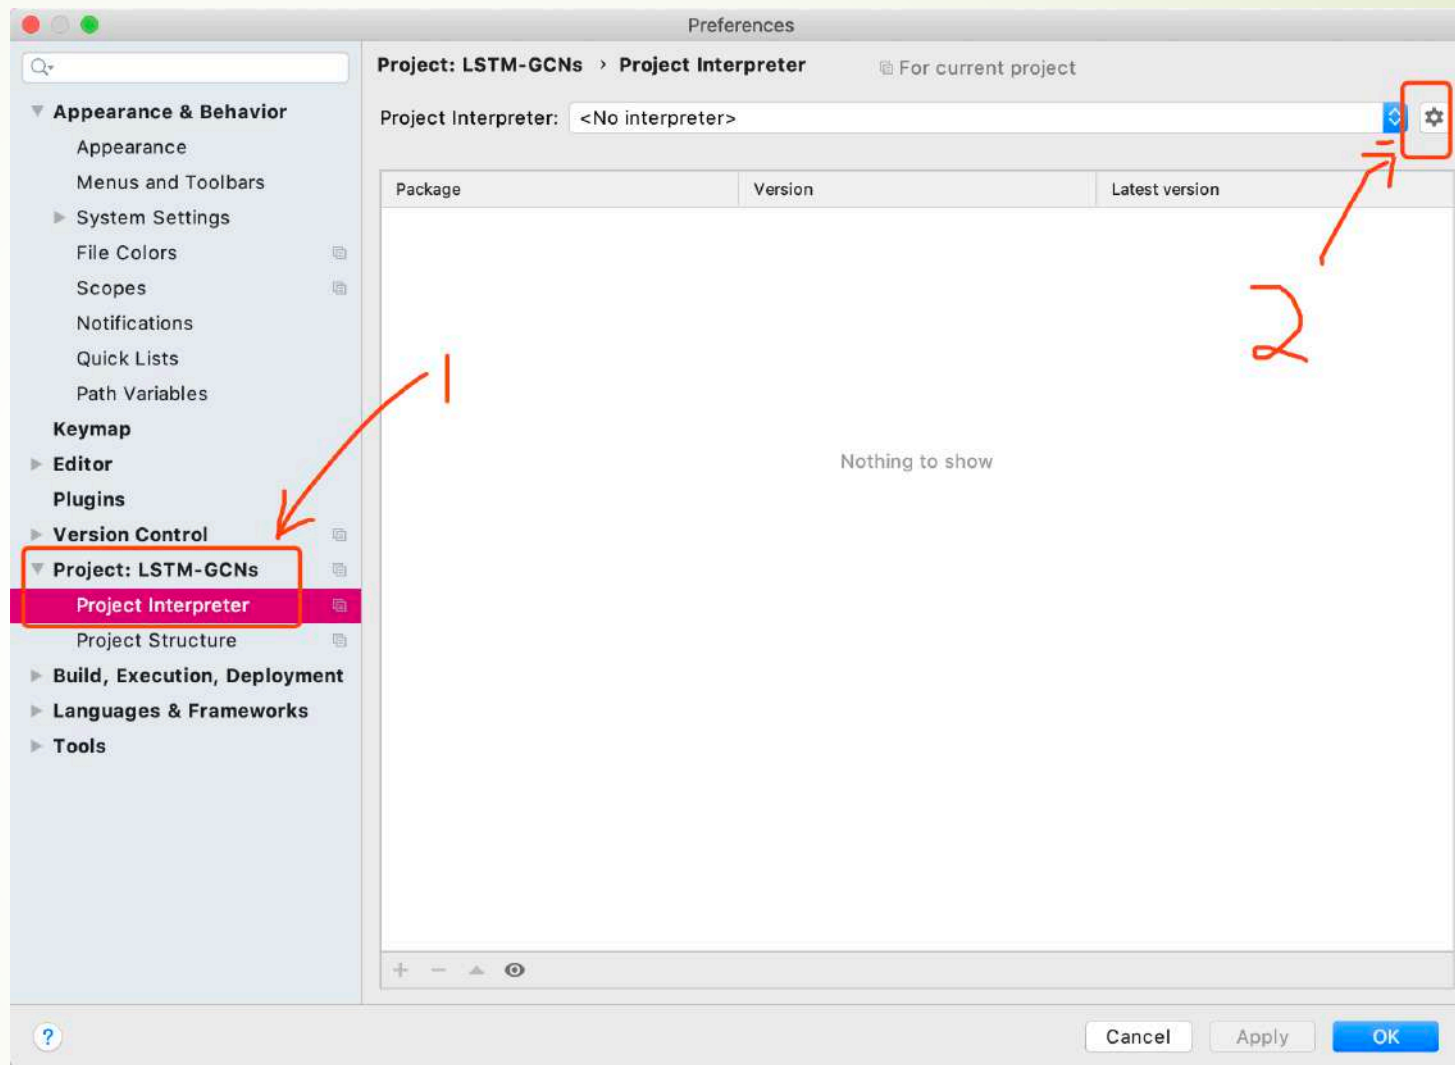 Preferences
Project: LSTM-GCNs › Project Interpreter For current project
Project Interpreter: <No interpreter>
Package Version Latest version
Appearance & Behavior
Appearance
Menus and Toolbars
System Settings
File Colors
Scopes
Notifications
Quick Lists
Path Variables
Keymap
Editor
Plugins
Version Control
Project: LSTM-GCNs
Project Interpreter
Project Structure
Build, Execution, Deployment
Languages & Frameworks
Tools
1
2
Nothing to show
?
Cancel Apply OK